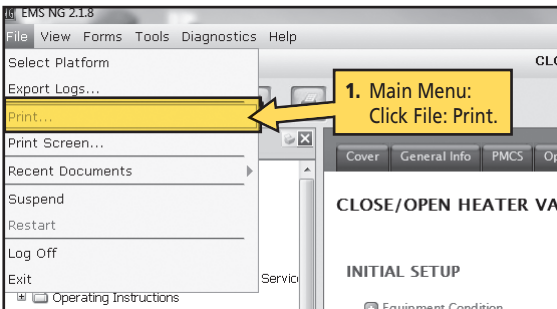 EMS NG 2.1.8
File View Forms Tools Diagnostics Help
Select Platform
Export Logs...
Print...
Print Screen...
Recent Documents
Suspend
Restart
Log Off
Exit
1. Main Menu:
Click File: Print.
Cover General Info PMCS
CLOSE/OPEN HEATER
INITIAL SETUP
Equipment Condition
Operating Instructions